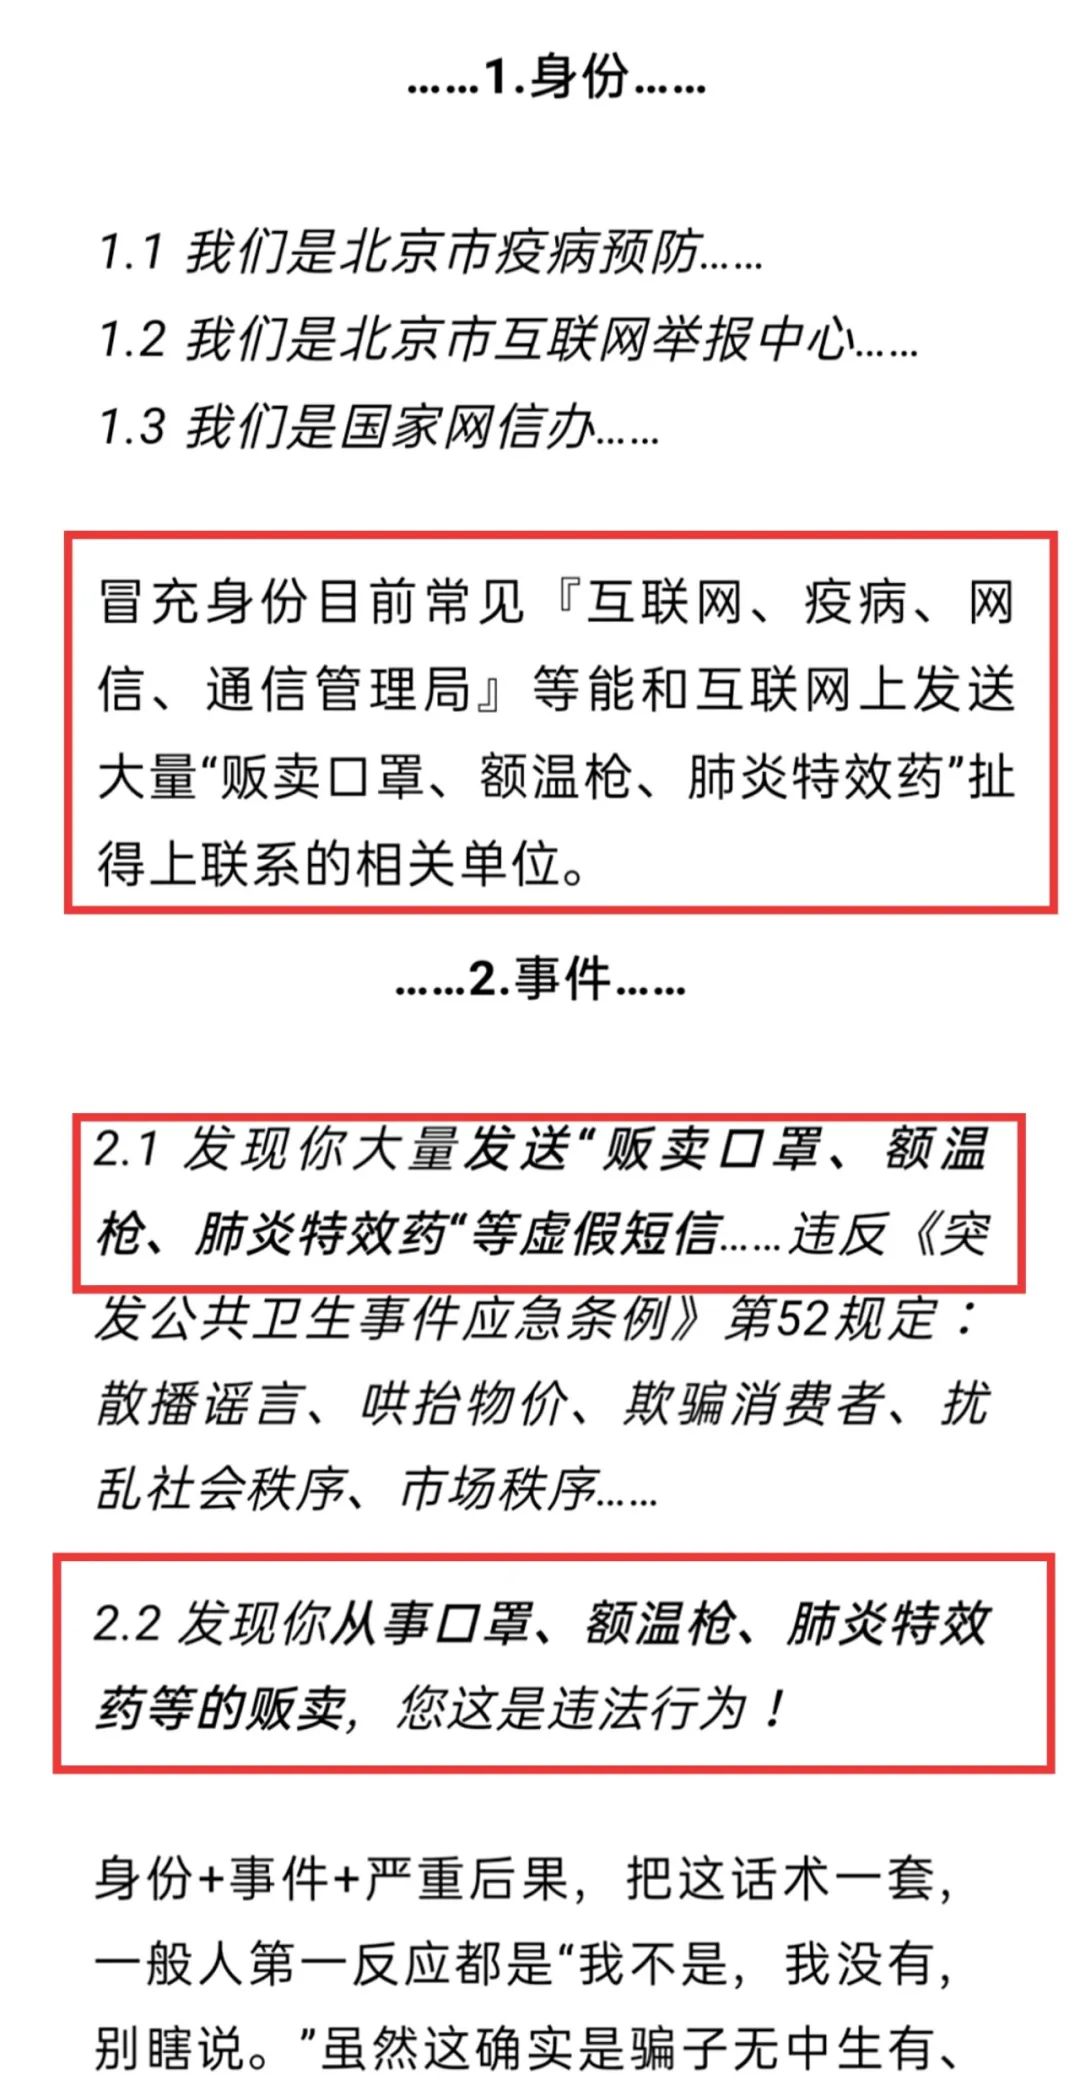 ……1.身份……
1.1 我们是北京市疫病预防……
1.2 我们是北京市互联网举报中心……
1.3 我们是国家网信办……
冒充身份目前常见『互联网、疫病、网
信、通信管理局』等能和互联网上发送
大量“贩卖口罩、额温枪、肺炎特效药”扯
得上联系的相关单位。
……2.事件……
2.1 发现你大量发送“贩卖口罩、额温
枪、肺炎特效药“等虚假短信……违反《突
发公共卫生事件应急条例》第52规定：
散播谣言、哄抬物价、欺骗消费者、扰
乱社会秩序、市场秩序……
2.2 发现你从事口罩、额温枪、肺炎特效
药等的贩卖，您这是违法行为！
身份+事件+严重后果，把这话术一套，
一般人第一反应都是“我不是，我没有，
别瞎说。”虽然这确实是骗子无中生有、